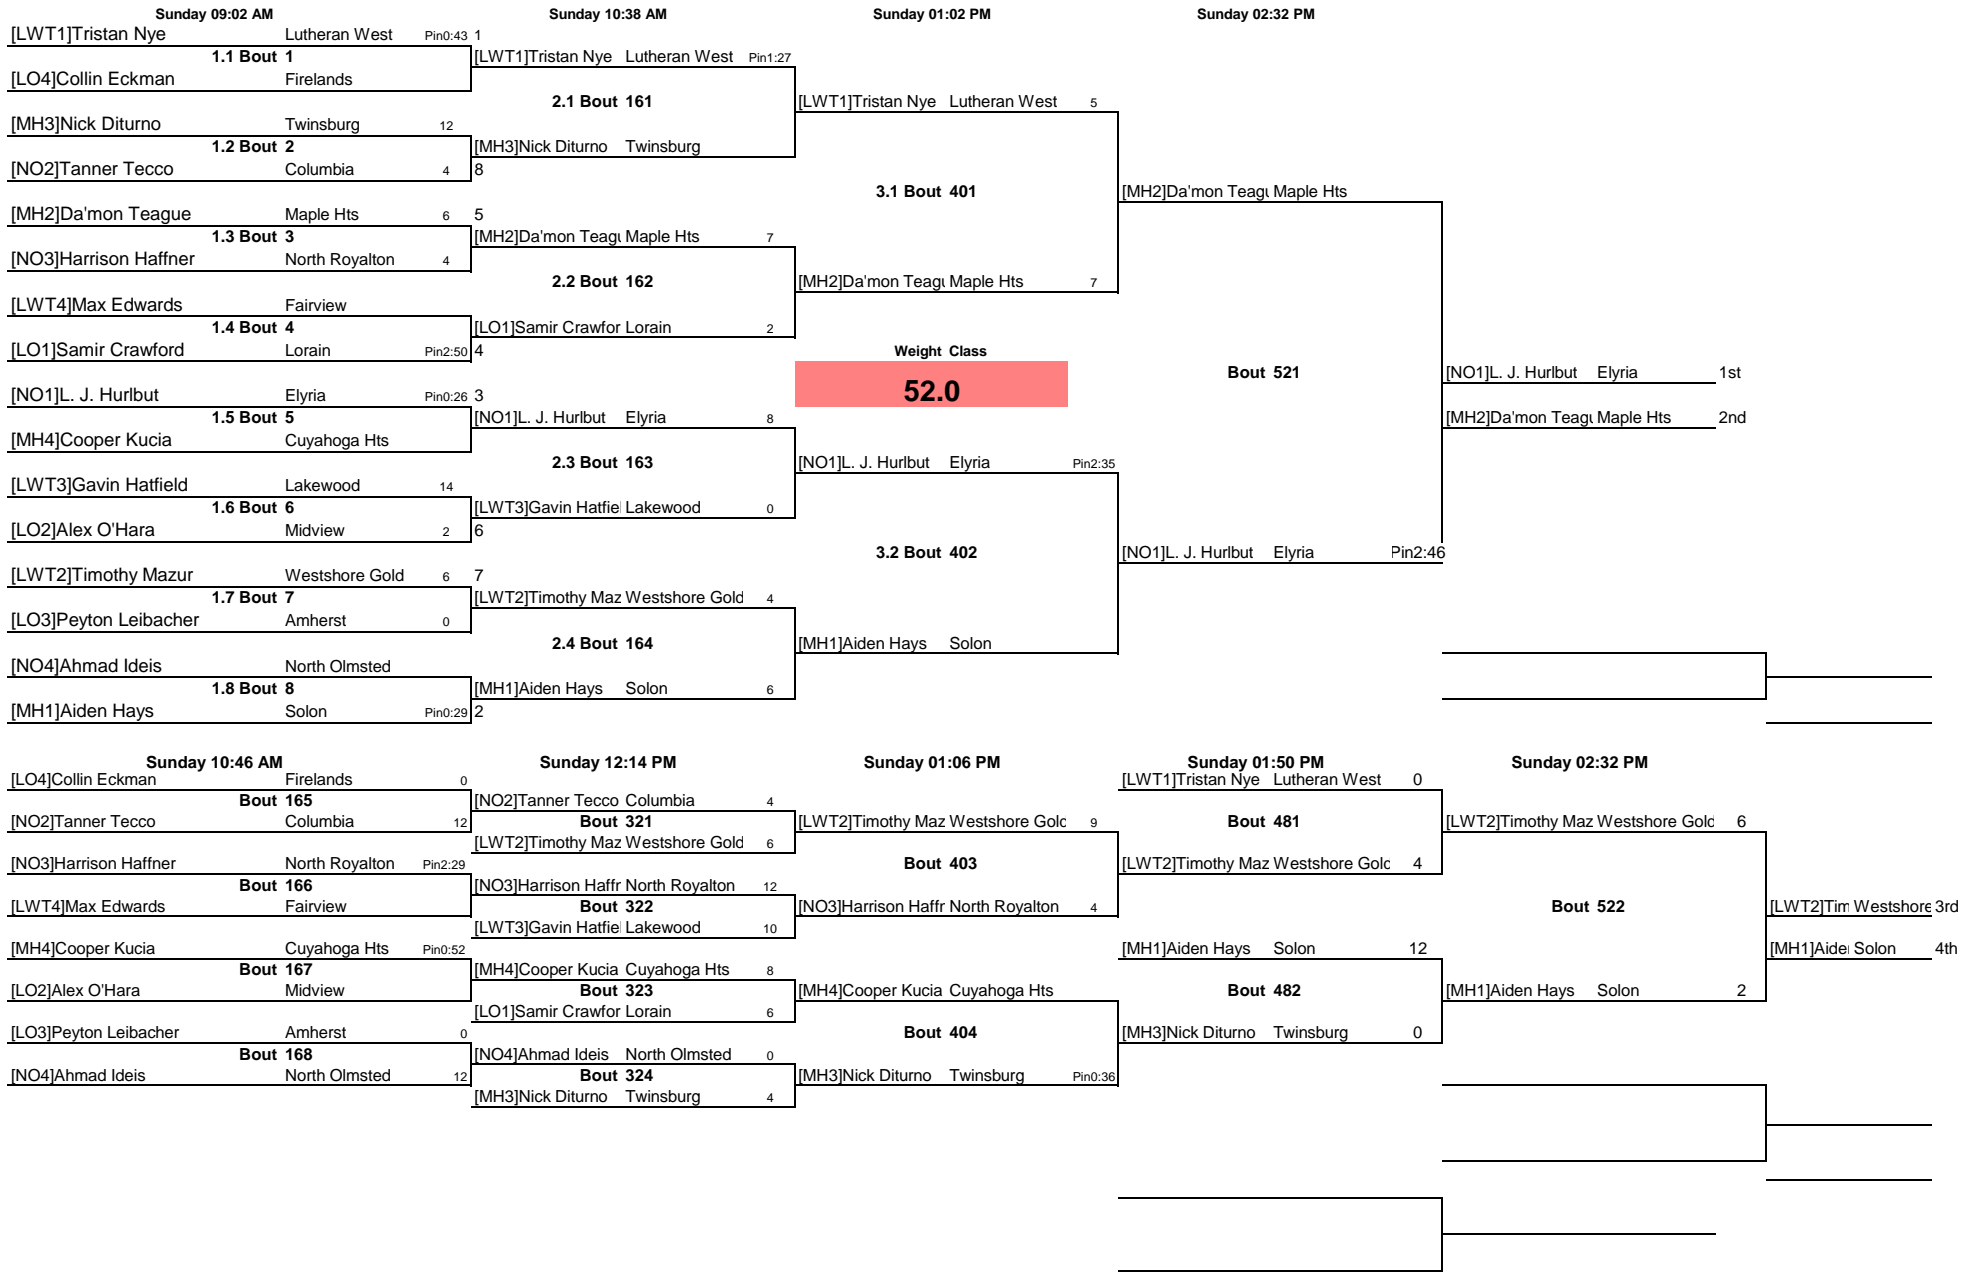 Sunday 09:02 AM Sunday 10:38 AM Sunday 01:02 PM Sunday 02:32 PM
[LWT1]Tristan Nye Lutheran West Pin0:43 1
1.1 Bout 1 [LWT1]Tristan Nye Lutheran West Pin1:27
[LO4]Collin Eckman Firelands
2.1 Bout 161 [LWT1]Tristan Nye Lutheran West 5
[MH3]Nick Diturno Twinsburg 12
1.2 Bout 2 [MH3]Nick Diturno Twinsburg
[NO2]Tanner Tecco Columbia 4 8
3.1 Bout 401 [MH2]Da'mon Teagu Maple Hts
[MH2]Da'mon Teague Maple Hts 6 5
1.3 Bout 3 [MH2]Da'mon Teagu Maple Hts 7
[NO3]Harrison Haffner North Royalton 4
2.2 Bout 162 [MH2]Da'mon Teagu Maple Hts 7
[LWT4]Max Edwards Fairview
1.4 Bout 4 [LO1]Samir Crawfor Lorain 2
[LO1]Samir Crawford Lorain Pin2:50 4 Weight Class
Bout 521 [NO1]L. J. Hurlbut Elyria 1st
[NO1]L. J. Hurlbut Elyria Pin0:26 3 52.0
1.5 Bout 5 [NO1]L. J. Hurlbut Elyria 8 [MH2]Da'mon Teagu Maple Hts 2nd
[MH4]Cooper Kucia Cuyahoga Hts
2.3 Bout 163 [NO1]L. J. Hurlbut Elyria Pin2:35
[LWT3]Gavin Hatfield Lakewood 14
1.6 Bout 6 [LWT3]Gavin Hatfie Lakewood 0
[LO2]Alex O'Hara Midview 2 6
3.2 Bout 402 [NO1]L. J. Hurlbut Elyria Pin2:46
[LWT2]Timothy Mazur Westshore Gold 6 7
1.7 Bout 7 [LWT2]Timothy Maz Westshore Gold 4
[LO3]Peyton Leibacher Amherst 0
2.4 Bout 164 [MH1]Aiden Hays Solon
[NO4]Ahmad Ideis North Olmsted
1.8 Bout 8 [MH1]Aiden Hays Solon 6
[MH1]Aiden Hays Solon Pin0:29 2
Sunday 10:46 AM Sunday 12:14 PM Sunday 01:06 PM Sunday 01:50 PM Sunday 02:32 PM
[LO4]Collin Eckman Firelands 0 [LWT1]Tristan Nye Lutheran West 0
Bout 165 [NO2]Tanner Tecco Columbia 4
[NO2]Tanner Tecco Columbia 12 Bout 321 [LWT2]Timothy Maz Westshore Gold 9 Bout 481 [LWT2]Timothy Maz Westshore Gold 6
[LWT2]Timothy Maz Westshore Gold 6
[NO3]Harrison Haffner North Royalton Pin2:29 Bout 403 [LWT2]Timothy Maz Westshore Gold 4
Bout 166 [NO3]Harrison Haffr North Royalton 12
[LWT4]Max Edwards Fairview Bout 322 [NO3]Harrison Haffr North Royalton 4 Bout 522 [LWT2]Tim Westshore 3rd
[LWT3]Gavin Hatfie Lakewood 10
[MH4]Cooper Kucia Cuyahoga Hts Pin0:52 [MH1]Aiden Hays Solon 12 [MH1]Aide Solon 4th
Bout 167 [MH4]Cooper Kucia Cuyahoga Hts 8
[LO2]Alex O'Hara Midview Bout 323 [MH4]Cooper Kucia Cuyahoga Hts Bout 482 [MH1]Aiden Hays Solon 2
[LO1]Samir Crawfor Lorain 6
[LO3]Peyton Leibacher Amherst 0 Bout 404 [MH3]Nick Diturno Twinsburg 0
Bout 168 [NO4]Ahmad Ideis North Olmsted 0
[NO4]Ahmad Ideis North Olmsted 12 Bout 324 [MH3]Nick Diturno Twinsburg Pin0:36
[MH3]Nick Diturno Twinsburg 4